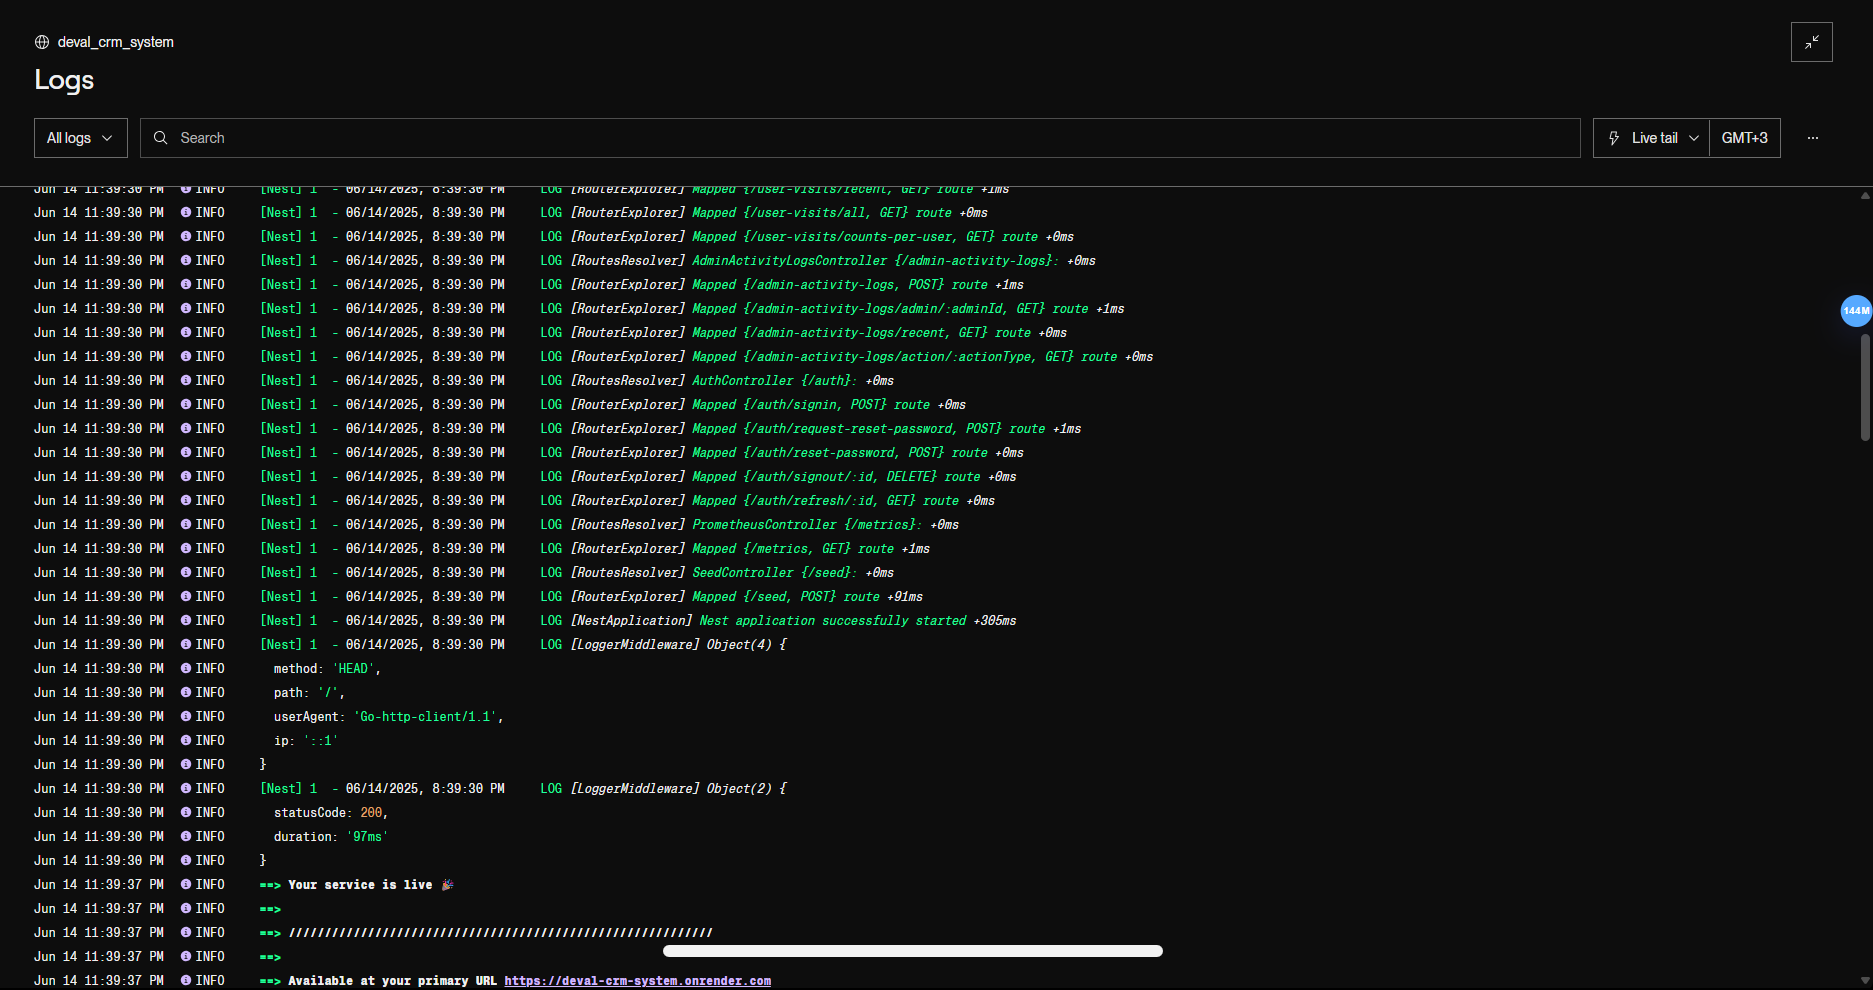 deval_crm_system
Logs
All logs
Search
Live tail
GMT+3
...
Jun 14 11:39:30 PM INFO [Nest] 1 - 06/14/2025, 8:39:30 PM LOG [RouterExplorer] Mapped {/user-visits/recent, GET} route +1ms
Jun 14 11:39:30 PM INFO [Nest] 1 - 06/14/2025, 8:39:30 PM LOG [RouterExplorer] Mapped {/user-visits/all, GET} route +0ms
Jun 14 11:39:30 PM INFO [Nest] 1 - 06/14/2025, 8:39:30 PM LOG [RouterExplorer] Mapped {/user-visits/counts-per-user, GET} route +0ms
Jun 14 11:39:30 PM INFO [Nest] 1 - 06/14/2025, 8:39:30 PM LOG [RoutesResolver] AdminActivityLogsController {/admin-activity-logs}: +0ms
Jun 14 11:39:30 PM INFO [Nest] 1 - 06/14/2025, 8:39:30 PM LOG [RouterExplorer] Mapped {/admin-activity-logs, POST} route +1ms
Jun 14 11:39:30 PM INFO [Nest] 1 - 06/14/2025, 8:39:30 PM LOG [RouterExplorer] Mapped {/admin-activity-logs/admin/:adminId, GET} route +1ms
144M
Jun 14 11:39:30 PM INFO [Nest] 1 - 06/14/2025, 8:39:30 PM LOG [RouterExplorer] Mapped {/admin-activity-logs/recent, GET} route +0ms
Jun 14 11:39:30 PM INFO [Nest] 1 - 06/14/2025, 8:39:30 PM LOG [RouterExplorer] Mapped {/admin-activity-logs/action/:actionType, GET} route +0ms
Jun 14 11:39:30 PM INFO [Nest] 1 - 06/14/2025, 8:39:30 PM LOG [RoutesResolver] AuthController {/auth}: +0ms
Jun 14 11:39:30 PM INFO [Nest] 1 - 06/14/2025, 8:39:30 PM LOG [RouterExplorer] Mapped {/auth/signin, POST} route +0ms
Jun 14 11:39:30 PM INFO [Nest] 1 - 06/14/2025, 8:39:30 PM LOG [RouterExplorer] Mapped {/auth/request-reset-password, POST} route +1ms
Jun 14 11:39:30 PM INFO [Nest] 1 - 06/14/2025, 8:39:30 PM LOG [RouterExplorer] Mapped {/auth/reset-password, POST} route +0ms
Jun 14 11:39:30 PM INFO [Nest] 1 - 06/14/2025, 8:39:30 PM LOG [RouterExplorer] Mapped {/auth/signout/:id, DELETE} route +0ms
Jun 14 11:39:30 PM INFO [Nest] 1 - 06/14/2025, 8:39:30 PM LOG [RouterExplorer] Mapped {/auth/refresh/:id, GET} route +0ms
Jun 14 11:39:30 PM INFO [Nest] 1 - 06/14/2025, 8:39:30 PM LOG [RoutesResolver] PrometheusController {/metrics}: +0ms
Jun 14 11:39:30 PM INFO [Nest] 1 - 06/14/2025, 8:39:30 PM LOG [RouterExplorer] Mapped {/metrics, GET} route +1ms
Jun 14 11:39:30 PM INFO [Nest] 1 - 06/14/2025, 8:39:30 PM LOG [RoutesResolver] SeedController {/seed}: +0ms
Jun 14 11:39:30 PM INFO [Nest] 1 - 06/14/2025, 8:39:30 PM LOG [RouterExplorer] Mapped {/seed, POST} route +91ms
Jun 14 11:39:30 PM INFO [Nest] 1 - 06/14/2025, 8:39:30 PM LOG [NestApplication] Nest application successfully started +305ms
Jun 14 11:39:30 PM INFO [Nest] 1 - 06/14/2025, 8:39:30 PM LOG [LoggerMiddleware] Object(4) {
Jun 14 11:39:30 PM INFO method: 'HEAD',
Jun 14 11:39:30 PM INFO path: '/',
Jun 14 11:39:30 PM INFO userAgent: 'Go-http-client/1.1',
Jun 14 11:39:30 PM INFO ip: '::1'
Jun 14 11:39:30 PM INFO }
Jun 14 11:39:30 PM INFO [Nest] 1 - 06/14/2025, 8:39:30 PM LOG [LoggerMiddleware] Object(2) {
Jun 14 11:39:30 PM INFO statusCode: 200,
Jun 14 11:39:30 PM INFO duration: '97ms'
Jun 14 11:39:30 PM INFO }
Jun 14 11:39:37 PM INFO ==> Your service is live 🎉
Jun 14 11:39:37 PM INFO ==>
Jun 14 11:39:37 PM INFO ==> ///////////////////////////////////////////////////////////
Jun 14 11:39:37 PM INFO ==>
Jun 14 11:39:37 PM INFO ==> Available at your primary URL https://deval-crm-system.onrender.com